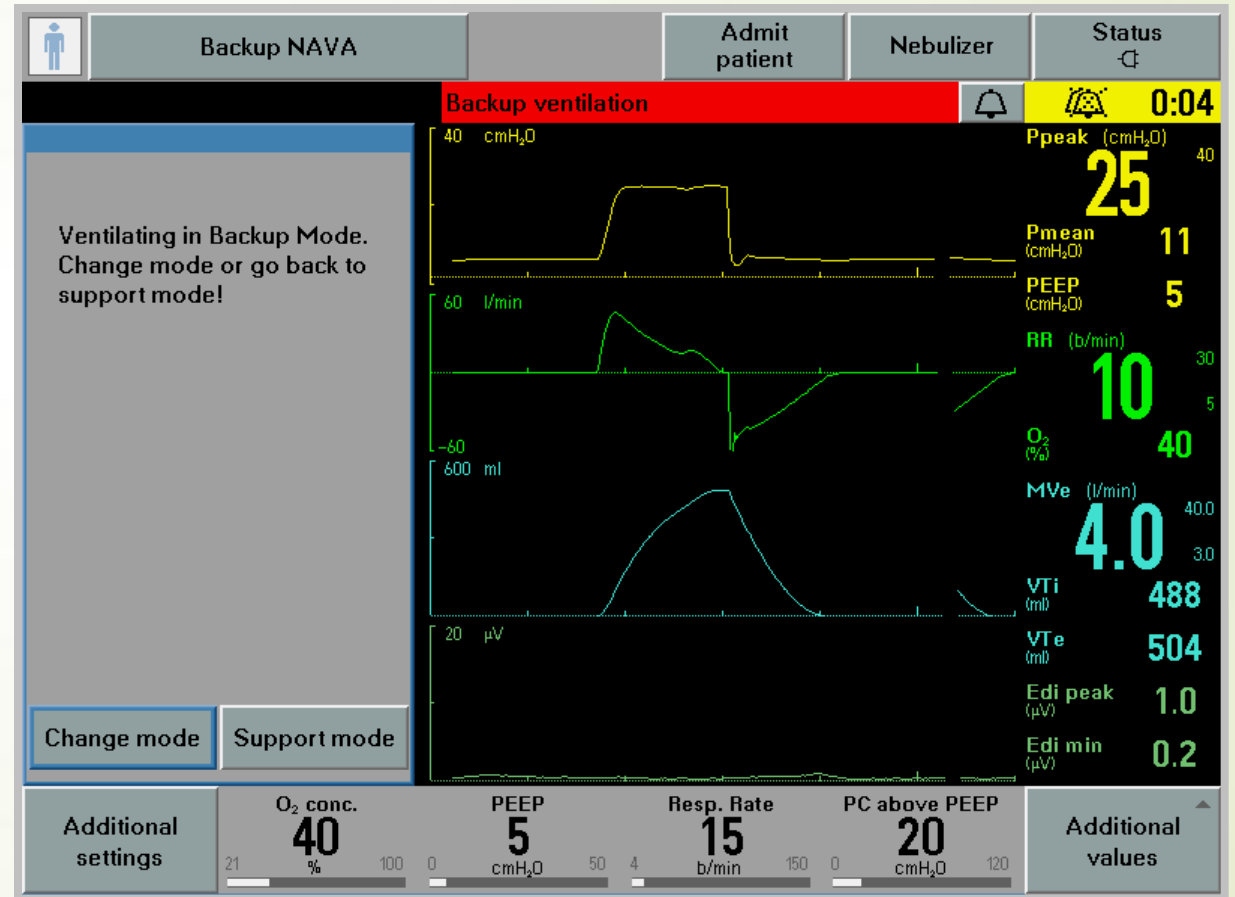 Backup NAVA
Admit
patient
Nebulizer
Status
Backup ventilation
0:04
Ventilating in Backup Mode.
Change mode or go back to
support mode!
Change mode
Support mode
40 cmH₂O
60 l/min
-60
600 ml
20 µV
Ppeak (cmH₂O)
40
25
Pmean
(cmH₂O)
11
PEEP
(cmH₂O)
5
RR (b/min)
30
10
5
O₂
(%)
40
MVe (l/min)
40.0
4.0
3.0
VTi
(ml)
488
VTe
(ml)
504
Edi peak
(µV)
1.0
Edi min
(µV)
0.2
Additional
settings
O₂ conc.
40
21 % 100
PEEP
5
0 cmH₂O 50
Resp. Rate
15
4 b/min 150
PC above PEEP
20
0 cmH₂O 120
Additional
values